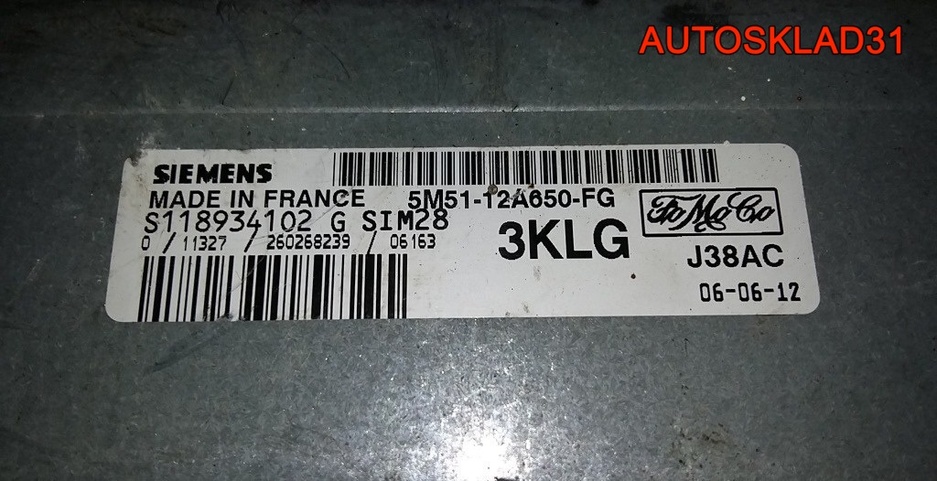 AUTOSKLAD31
SIEMENS
MADE IN FRANCE 5M51-12A650-FG
S118934102 G SIM28
0 / 11327 / 260268239 / 06163
3KLG
FoMoCo
J38AC
06-06-12